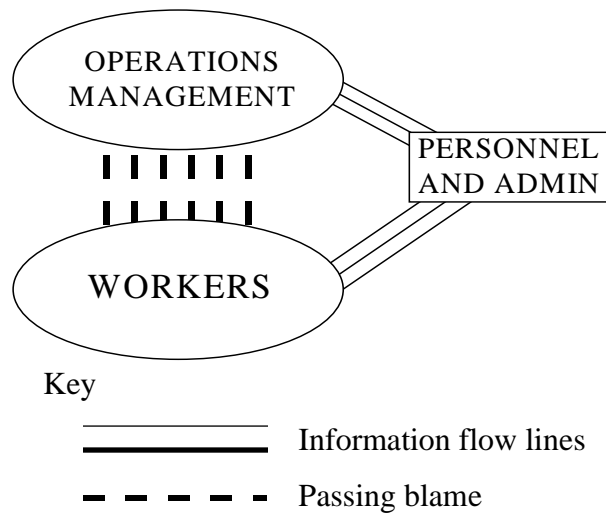 OPERATIONS
MANAGEMENT
PERSONNEL
AND ADMIN
WORKERS
Key
Information flow lines
Passing blame